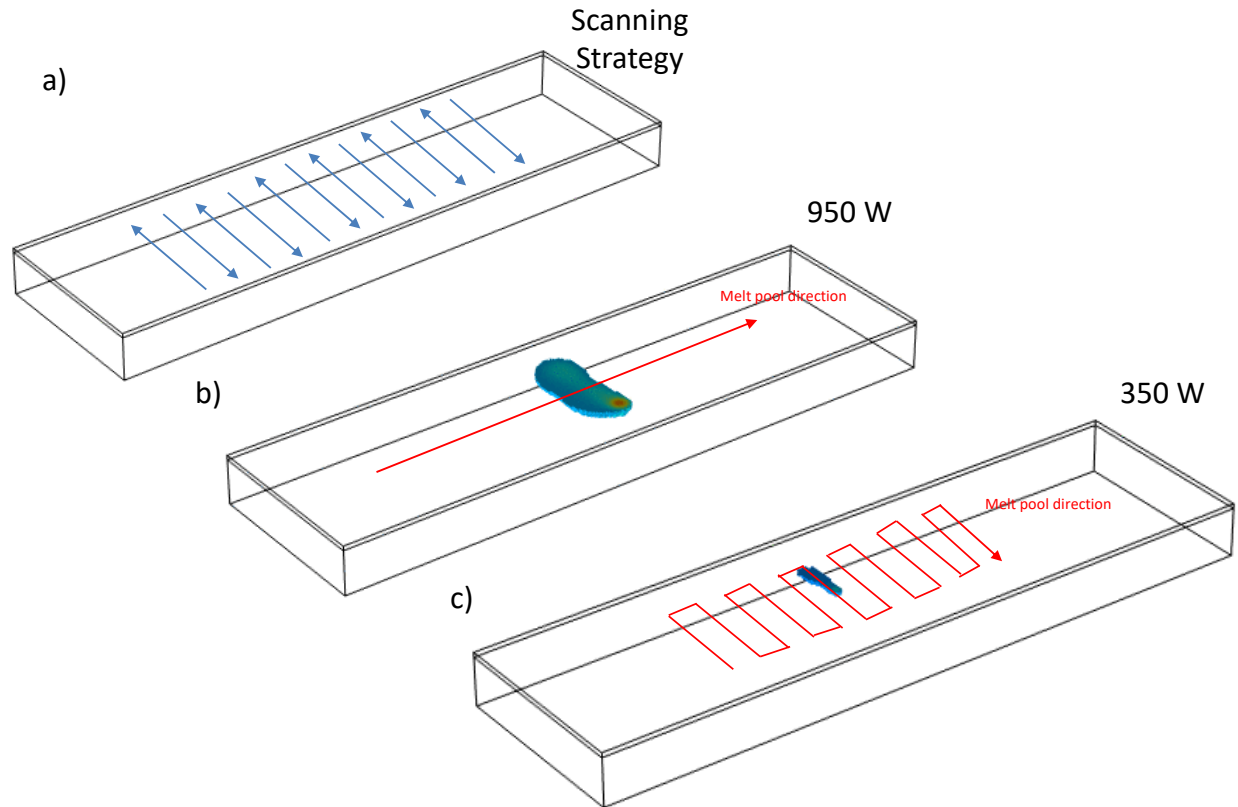 Scanning
Strategy
a)
950 W
Melt pool direction
b)
350 W
Melt pool direction
c)